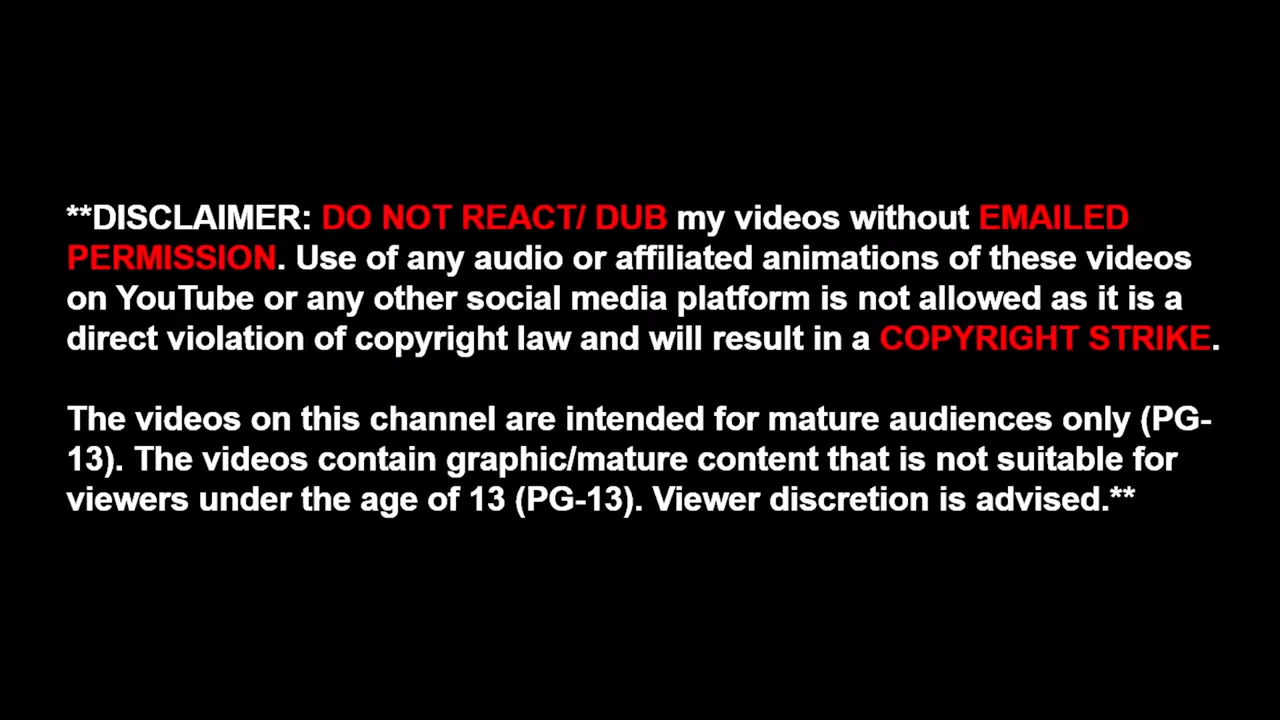 **DISCLAIMER: DO NOT REACT/ DUB my videos without EMAILED
PERMISSION. Use of any audio or affiliated animations of these videos
on YouTube or any other social media platform is not allowed as it is a
direct violation of copyright law and will result in a COPYRIGHT STRIKE.
The videos on this channel are intended for mature audiences only (PG-
13). The videos contain graphic/mature content that is not suitable for
viewers under the age of 13 (PG-13). Viewer discretion is advised.**